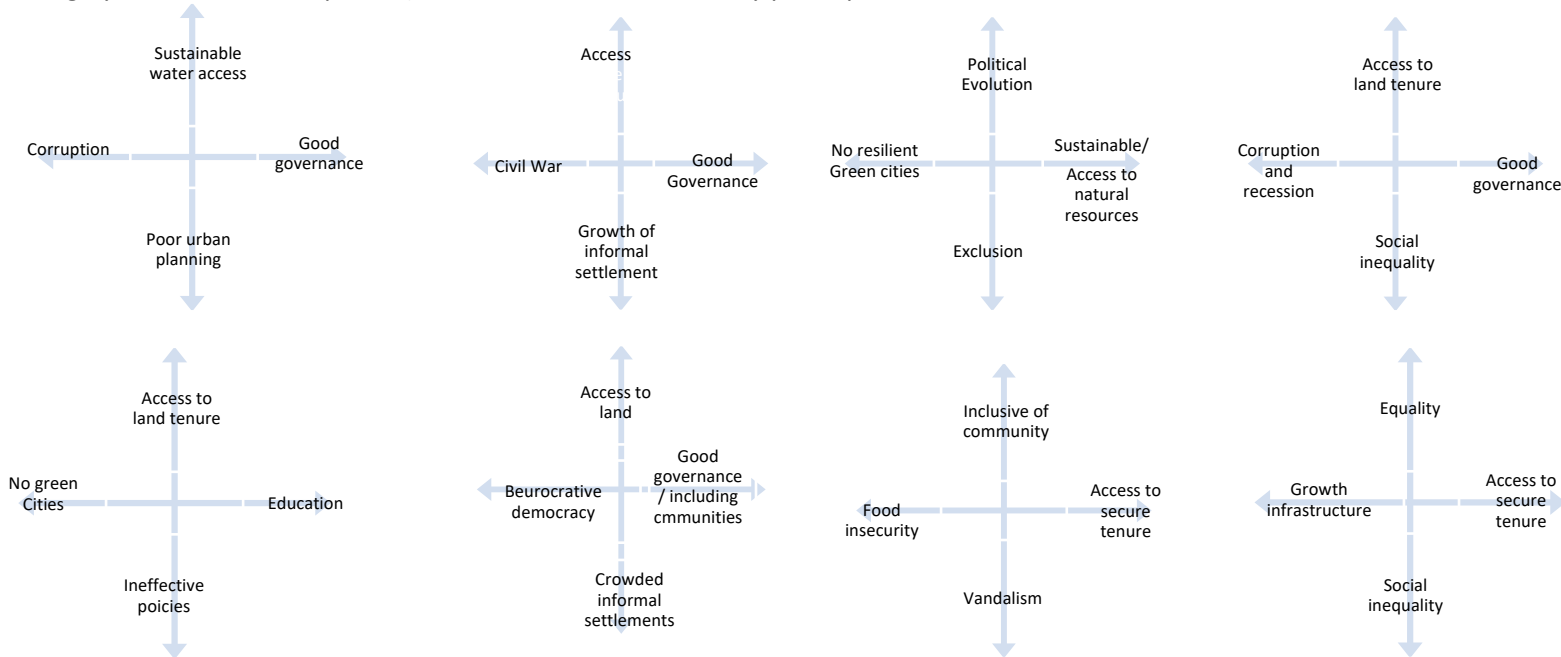 Sustainable
water access
Corruption
Good
governance
Poor urban
planning
Access
Civil War
Good
Governance
Growth of
informal
settlement
Political
Evolution
No resilient
Green cities
Sustainable/
Access to
natural
resources
Exclusion
Access to
land tenure
Corruption
and
recession
Good
governance
Social
inequality
Access to
land tenure
No green
Cities
Education
Ineffective
poicies
Access to
land
Beurocrative
democracy
Good
governance
/ including
cmmunities
Crowded
informal
settlements
Inclusive of
community
Food
insecurity
Access to
secure
tenure
Vandalism
Equality
Growth
infrastructure
Access to
secure
tenure
Social
inequality